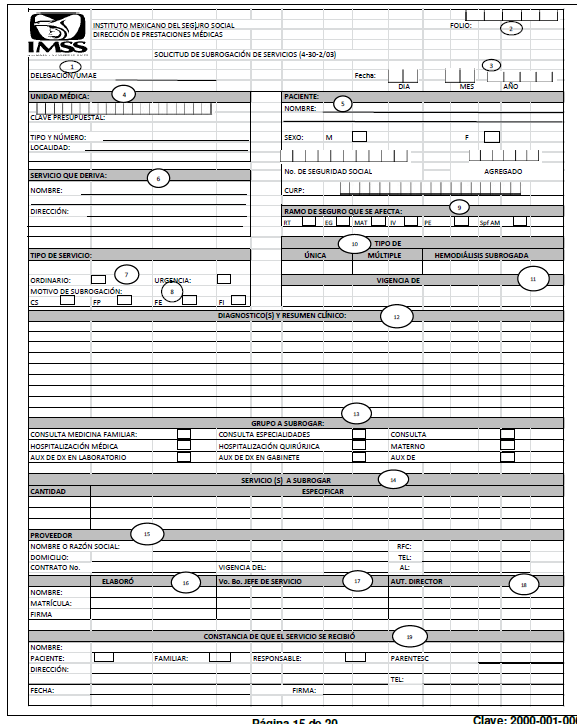 IMSS
INSTITUTO MEXICANO DEL SEGURO SOCIAL
DIRECCIÓN DE PRESTACIONES MÉDICAS
FOLIO:
2
SOLICITUD DE SUBROGACIÓN DE SERVICIOS (4-30-2/03)
1
3
DELEGACIÓN/UMAE
Fecha:
DIA MES AÑO
UNIDAD MÉDICA: 4
PACIENTE:
NOMBRE: 5
CLAVE PRESUPUESTAL:
TIPO Y NÚMERO:
SEXO: M F
LOCALIDAD:
No. DE SEGURIDAD SOCIAL AGREGADO
SERVICIO QUE DERIVA: 6
NOMBRE:
CURP:
DIRECCIÓN:
RAMO DE SEGURO QUE SE AFECTA: 9
RT EG MAT IV PE Spf AM
10 TIPO DE
TIPO DE SERVICIO:
ÚNICA MÚLTIPLE HEMODIÁLISIS SUBROGADA
ORDINARIO: 7 URGENCIA:
VIGENCIA DE 11
MOTIVO DE SUBROGACIÓN: 8
CS FP FE FI
DIAGNOSTICO(S) Y RESUMEN CLÍNICO: 12
13
GRUPO A SUBROGAR:
CONSULTA MEDICINA FAMILIAR: CONSULTA ESPECIALIDADES CONSULTA
HOSPITALIZACIÓN MÉDICA HOSPITALIZACIÓN QUIRÚRJICA MATERNO
AUX DE DX EN LABORATORIO AUX DE DX EN GABINETE AUX DE
SERVICIO (S) A SUBROGAR 14
CANTIDAD ESPECIFICAR
PROVEEDOR 15
NOMBRE O RAZÓN SOCIAL: RFC:
DOMICILIO: TEL:
CONTRATO No. VIGENCIA DEL: AL:
ELABORÓ 16 Vo. Bo. JEFE DE SERVICIO 17 AUT. DIRECTOR 18
NOMBRE:
MATRÍCULA:
FIRMA
CONSTANCIA DE QUE EL SERVICIO SE RECIBIÓ 19
NOMBRE:
PACIENTE: FAMILIAR: RESPONSABLE: PARENTESC
DIRECCIÓN:
TEL:
FECHA: FIRMA:
Página 15 de 20
Clave: 2000-001-00